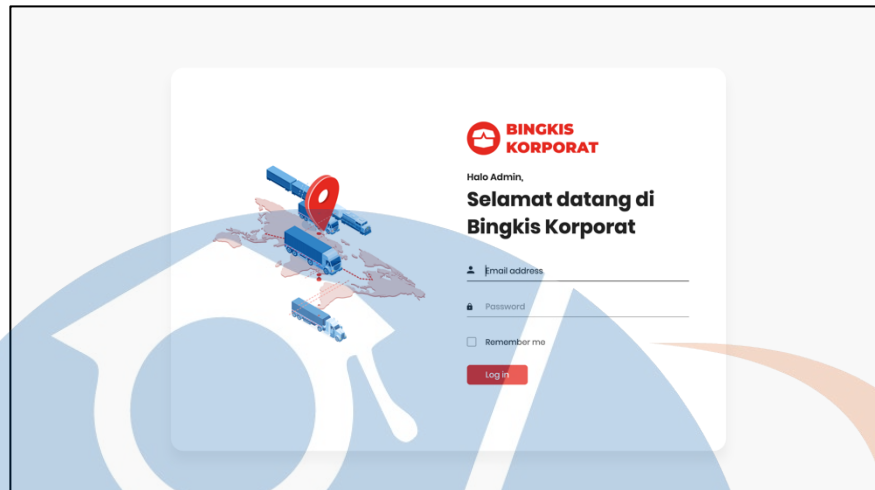 BINGKIS
KORPORAT
Halo Admin,
Selamat datang di
Bingkis Korporat
Email address
Password
Remember me
Log in